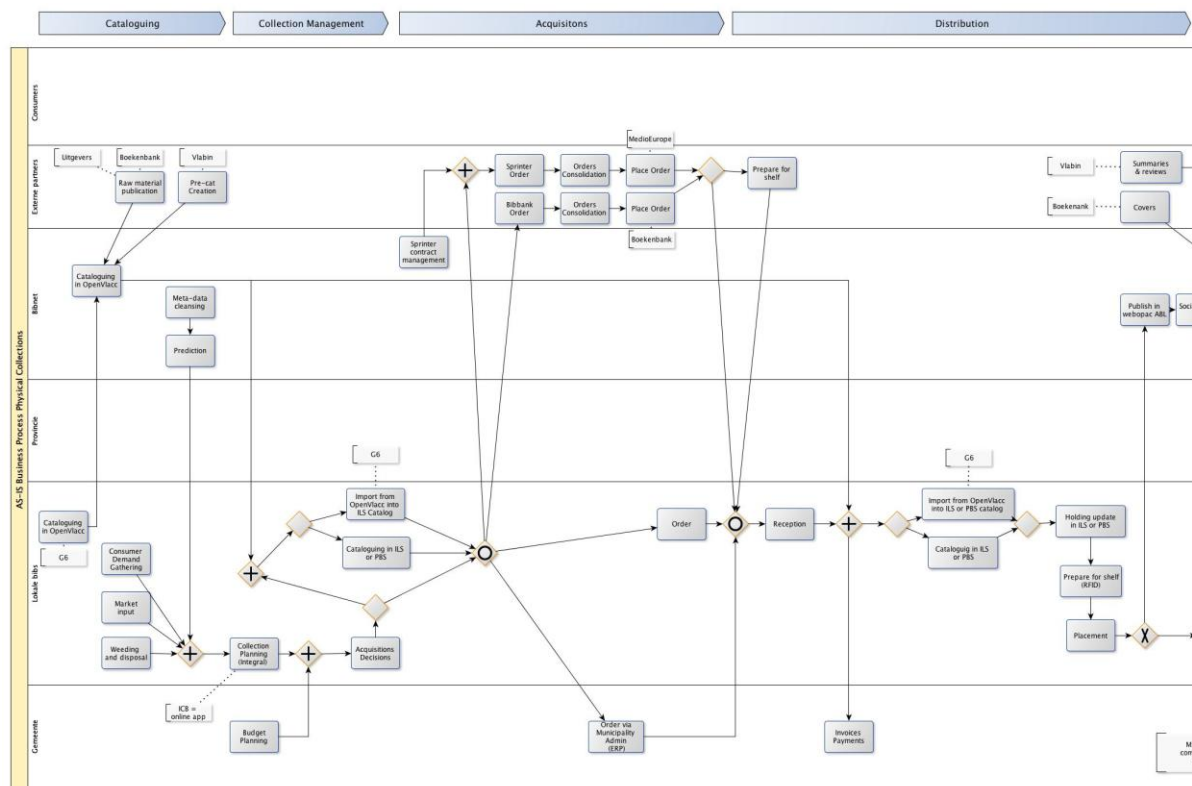 Cataloguing
Collection Management
Acquisitons
Distribution
AS-IS Business Process Physical Collections
Consumers
Externe partners
Bibnet
Provincie
Lokale bibs
Gemeente
Uitgevers
Boekenbank
Vlabin
Raw material
publication
Pre-cat
Creation
MedioEurope
Sprinter
Order
Orders
Consolidation
Place Order
Prepare for
shelf
Bibbank
Order
Orders
Consolidation
Place Order
Boekenbank
Vlabin
Summaries
& reviews
Boekenank
Covers
Sprinter
contract
management
Cataloguing
in OpenVlacc
Meta-data
cleansing
Prediction
Publish in
webopac ABL
Soci
G6
G6
Cataloguing
in OpenVlacc
G6
Consumer
Demand
Gathering
Market
input
Weeding
and disposal
Import from
OpenVlacc into
ILS Catalog
Cataloguing in ILS
or PBS
Collection
Planning
(Integral)
Acquisitions
Decisions
ICB =
online app
Order
Reception
Import from OpenVlacc
into ILS or PBS catalog
Cataloguig in ILS
or PBS
Holding update
in ILS or PBS
Prepare for shelf
(RFID)
Placement
Budget
Planning
Order via
Municipality
Admin
(ERP)
Invoices
Payments
M
com